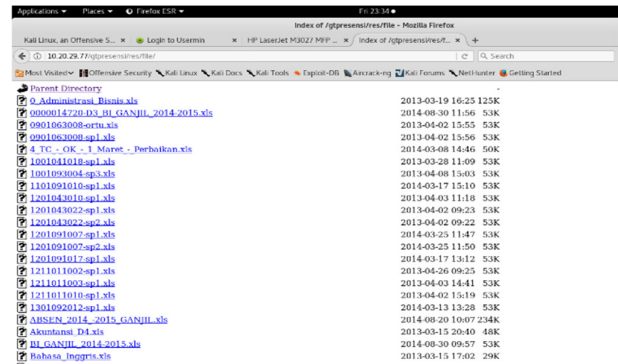 Applications Places Firefox ESR Fri 23:34
Index of /gtpresensi/res/file - Mozilla Firefox
Kali Linux, an Offensive S... × Login to Usermin × HP LaserJet M3027 MFP ... × Index of /gtpresensi/res/f... × +
10.20.29.77/gtpresensi/res/file/ Search
Most Visited Offensive Security Kali Linux Kali Docs Kali Tools Exploit-DB Aircrack-ng Kali Forums NetHunter Getting Started
Parent Directory -
0_Administrasi_Bisnis.xls 2013-03-19 16:25 125K
0000014720-D3_BI_GANJIL_2014-2015.xls 2014-08-30 11:56 53K
0901063008-ortu.xls 2013-04-02 15:55 53K
0901063008-sp1.xls 2013-04-02 15:56 53K
4_TC_-_OK_-_1_Maret_-_Perbaikan.xls 2014-03-08 14:46 50K
1001041018-sp1.xls 2013-03-28 11:09 53K
1001093004-sp3.xls 2013-04-08 15:03 53K
1101091010-sp1.xls 2014-03-17 15:10 53K
1201043010-sp1.xls 2013-04-03 11:18 53K
1201043022-sp1.xls 2013-04-02 09:23 53K
1201043022-sp2.xls 2013-04-02 09:22 53K
1201091007-sp1.xls 2014-03-25 11:47 53K
1201091007-sp2.xls 2014-03-25 11:50 53K
1201091017-sp1.xls 2014-03-17 13:12 53K
1211011002-sp1.xls 2013-04-26 09:25 53K
1211011003-sp1.xls 2013-04-03 14:41 53K
1211011010-sp1.xls 2013-04-02 15:19 53K
1301092012-sp1.xls 2014-03-13 13:28 53K
ABSEN_2014_-2015_GANJIL.xls 2014-08-20 10:07 234K
Akuntansi_D4.xls 2013-03-15 20:40 48K
BI_GANJIL_2014-2015.xls 2014-08-30 09:57 53K
Bahasa_Inggris.xls 2013-03-15 17:02 29K